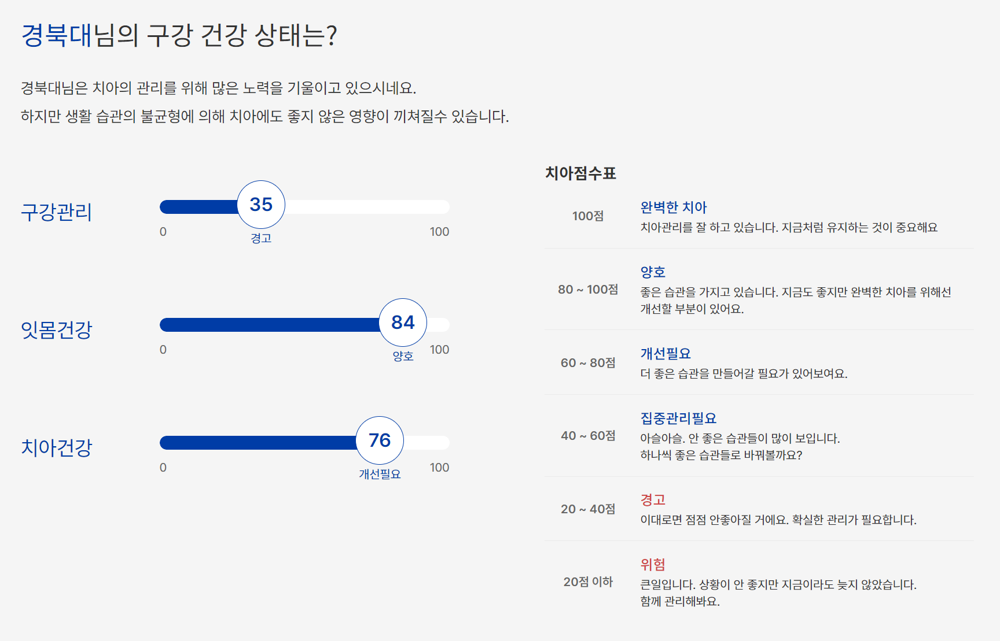 경북대님의 구강 건강 상태는?
경북대님은 치아의 관리를 위해 많은 노력을 기울이고 있으시네요.
하지만 생활 습관의 불균형에 의해 치아에도 좋지 않은 영향이 끼쳐질수 있습니다.
구강관리
35
0
100
경고
잇몸건강
84
0
100
양호
치아건강
76
0
100
개선필요
치아점수표
100점
완벽한 치아
치아관리를 잘 하고 있습니다. 지금처럼 유지하는 것이 중요해요
80 ~ 100점
양호
좋은 습관을 가지고 있습니다. 지금도 좋지만 완벽한 치아를 위해선
개선할 부분이 있어요.
60 ~ 80점
개선필요
더 좋은 습관을 만들어갈 필요가 있어보여요.
40 ~ 60점
집중관리필요
아슬아슬. 안 좋은 습관들이 많이 보입니다.
하나씩 좋은 습관들로 바꿔볼까요?
20 ~ 40점
경고
이대로면 점점 안좋아질 거에요. 확실한 관리가 필요합니다.
20점 이하
위험
큰일입니다. 상황이 안 좋지만 지금이라도 늦지 않았습니다.
함께 관리해봐요.